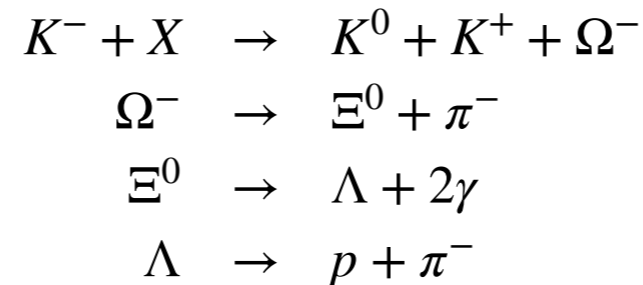 K⁻ + X → K⁰ + K⁺ + Ω⁻
Ω⁻ → Ξ⁰ + π⁻
Ξ⁰ → Λ + 2γ
Λ → p + π⁻